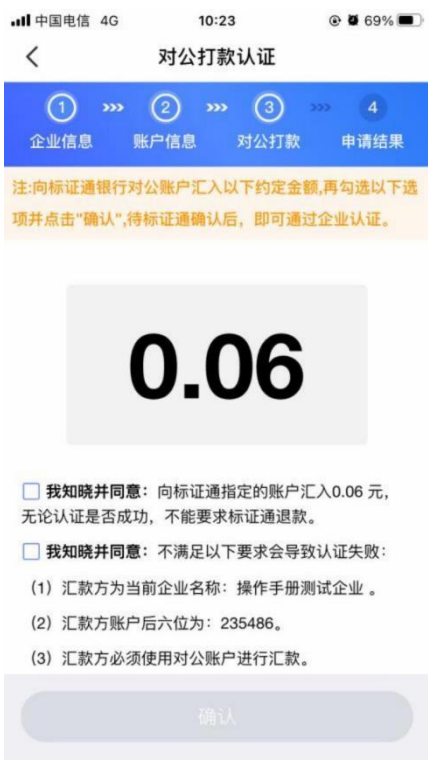 中国电信 4G 10:23 69%
对公打款认证
1 »» 2 »» 3 »» 4
企业信息 账户信息 对公打款 申请结果
注:向标证通银行对公账户汇入以下约定金额,再勾选以下选
项并点击"确认",待标证通确认后，即可通过企业认证。
0.06
我知晓并同意：向标证通指定的账户汇入0.06 元，
无论认证是否成功，不能要求标证通退款。
我知晓并同意：不满足以下要求会导致认证失败：
（1）汇款方为当前企业名称：操作手册测试企业 。
（2）汇款方账户后六位为：235486。
（3）汇款方必须使用对公账户进行汇款。
确认